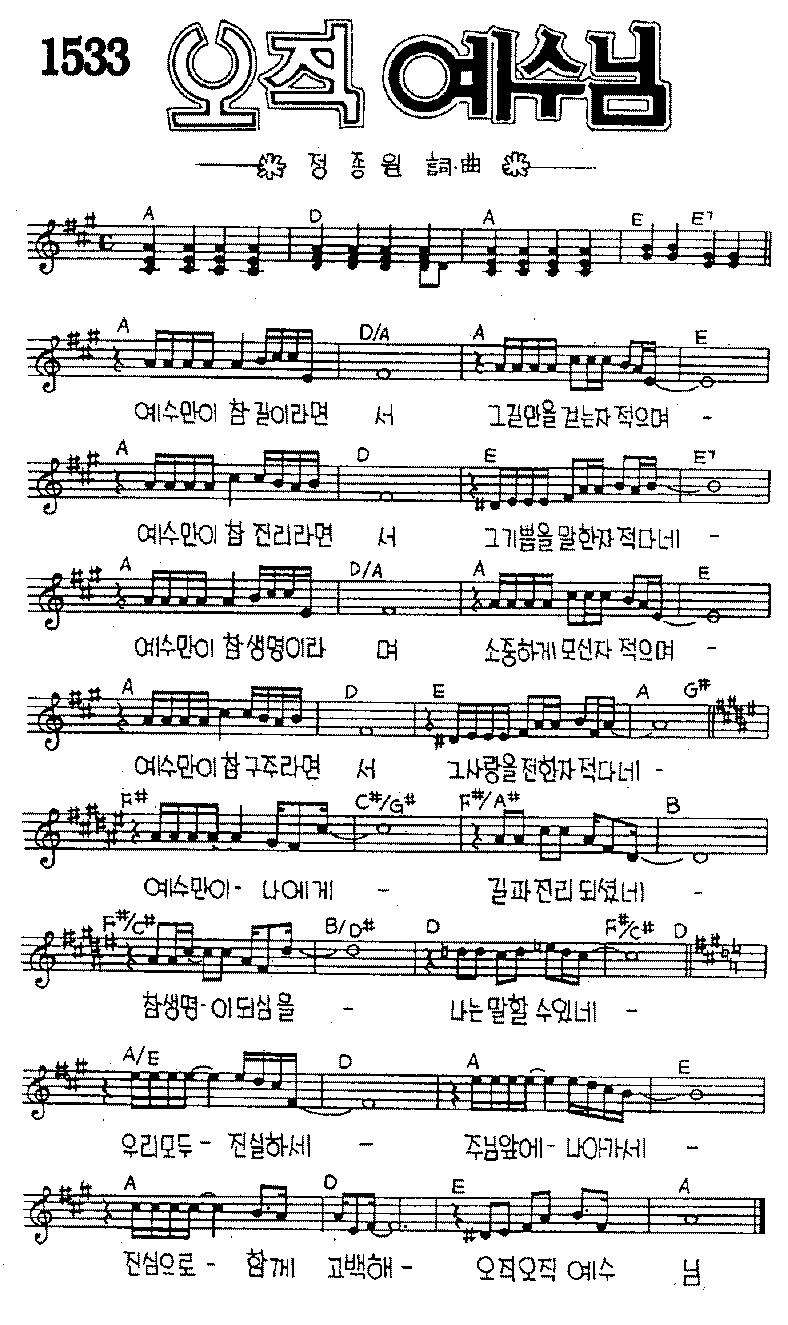 1533 오직 예수님
정 종 원 詞·曲
A D A E E7
A D/A A E
예수만이 참 길이라면 서 그길만을 걷는자 적으며 -
A D E E7
예수만이 참 진리라면 서 그기쁨을 말한자 적다네 -
A D/A A E
예수만이 참 생명이라 며 소중하게 모신자 적으며 -
A D E A G#
예수만이 참 구주라면 서 그사랑을 전한자 적다네 -
F# C#/G# F#/A# B
예수만이 - 나에게 - 길과 진리 되셨네 -
F#/C# B/D# D F#/C# D
참생명 - 이 되심을 - 나는 말할 수있네 -
A/E D A E
우리모두 - 진실하세 - 주님앞에 - 나아가세 -
A D E A
진심으로 - 함께 고백해 - 오직오직 예수 님